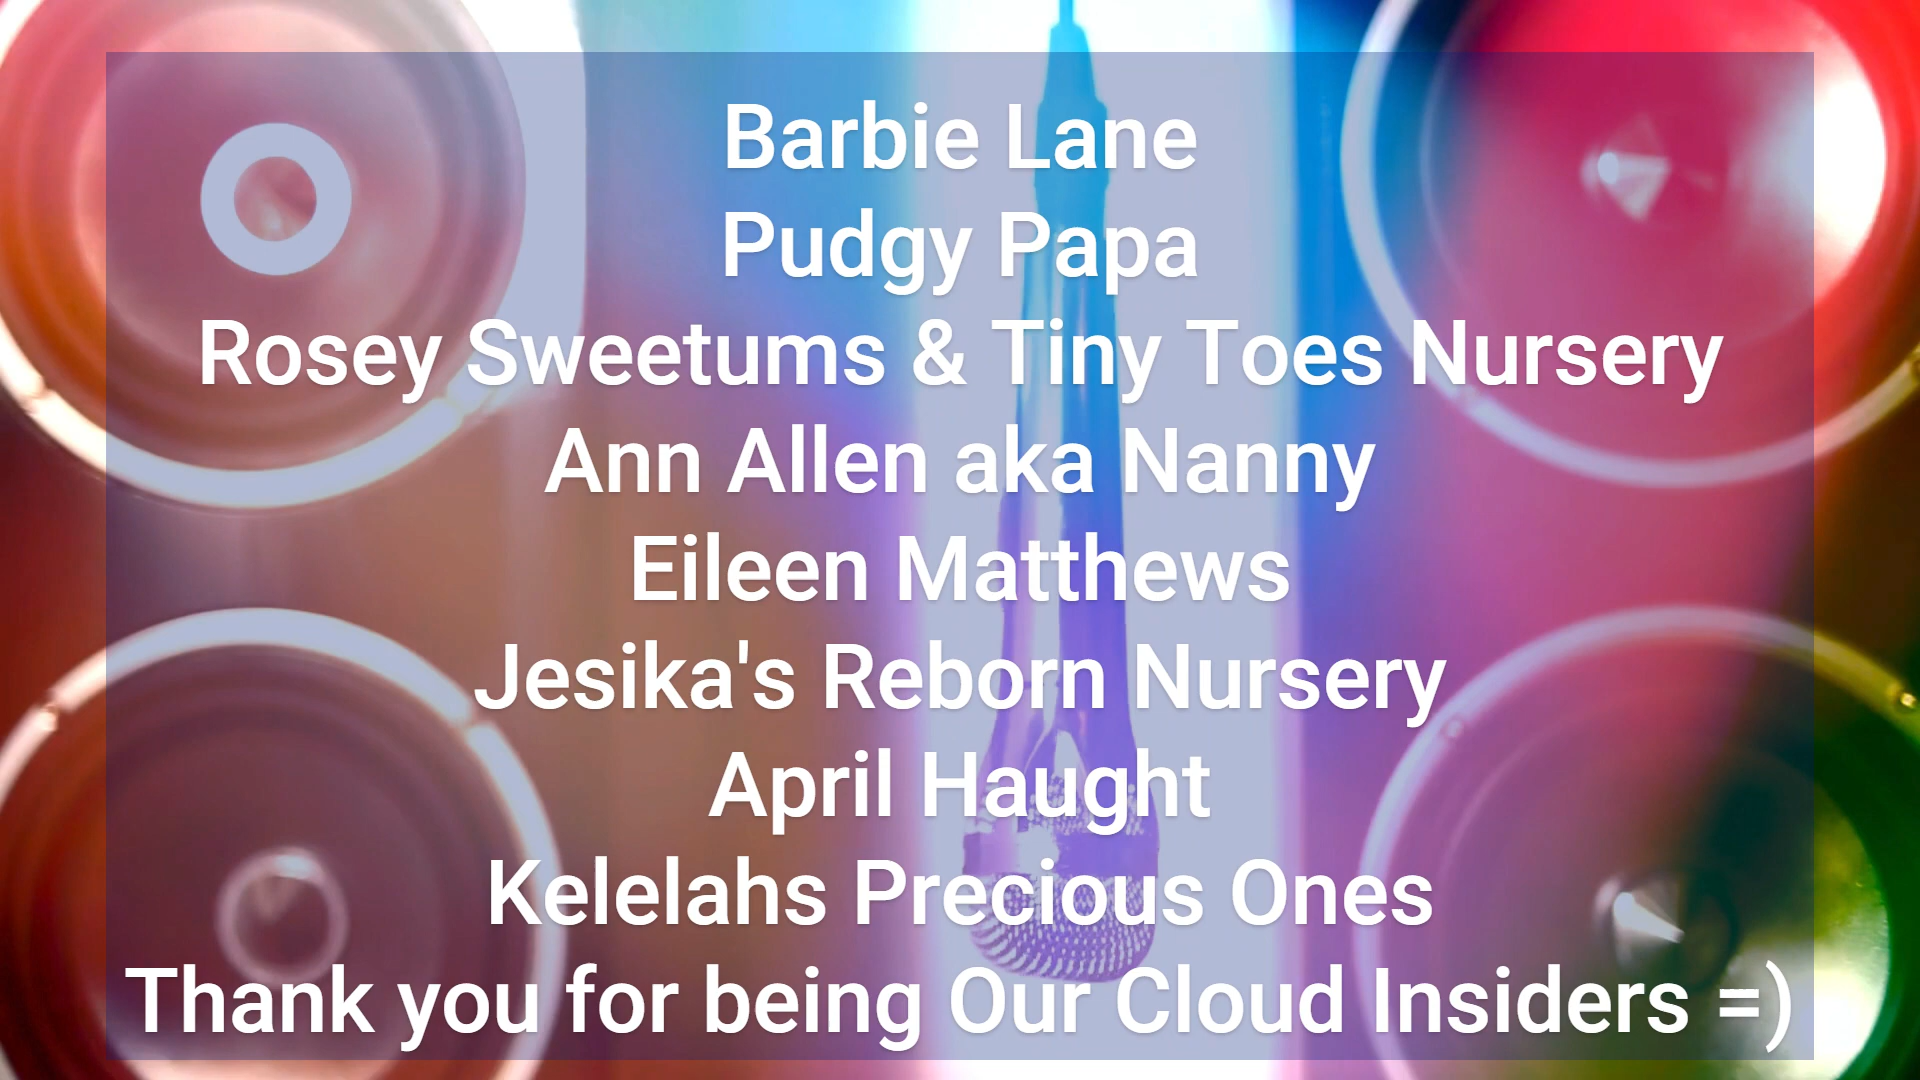 Barbie Lane
Pudgy Papa
Rosey Sweetums & Tiny Toes Nursery
Ann Allen aka Nanny
Eileen Matthews
Jesika's Reborn Nursery
April Haught
Kelelahs Precious Ones
Thank you for being Our Cloud Insiders =)